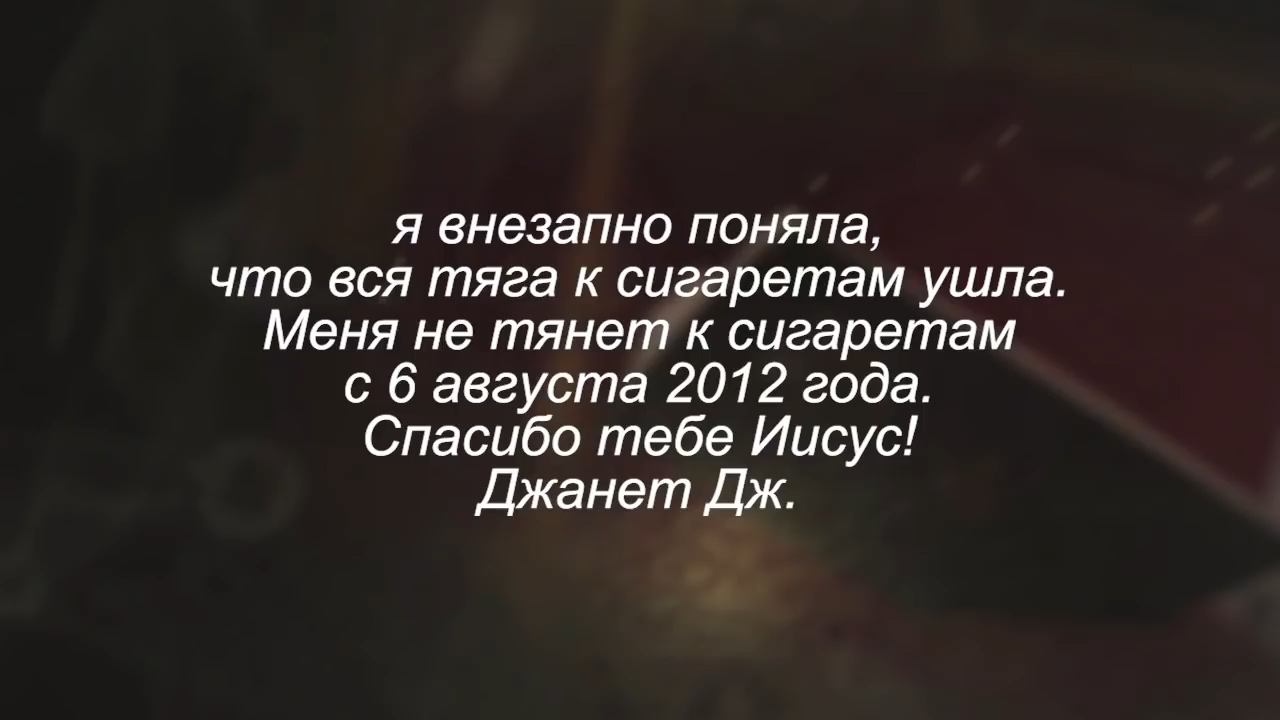 я внезапно поняла,
что вся тяга к сигаретам ушла.
Меня не тянет к сигаретам
с 6 августа 2012 года.
Спасибо тебе Иисус!
Джанет Дж.